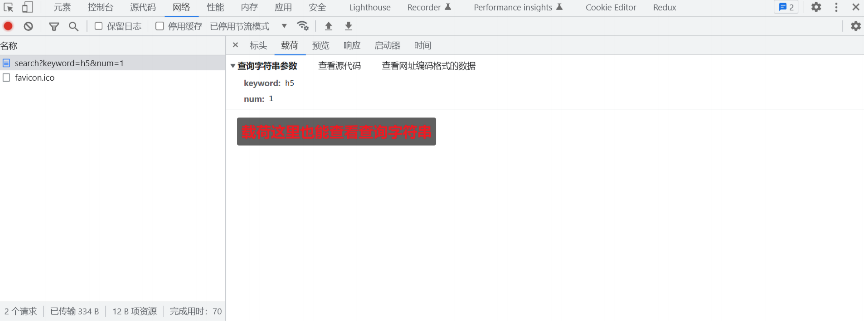 元素 控制台 源代码 网络 性能 内存 应用 安全 Lighthouse Recorder Performance insights Cookie Editor Redux 2
保留日志 停用缓存 已停用节流模式
名称
标头 载荷 预览 响应 启动器 时间
search?keyword=h5&num=1
favicon.ico
查询字符串参数 查看源代码 查看网址编码格式的数据
keyword: h5
num: 1
载荷这里也能查看查询字符串
2 个请求 已传输 334 B 12 B 项资源 完成用时: 70